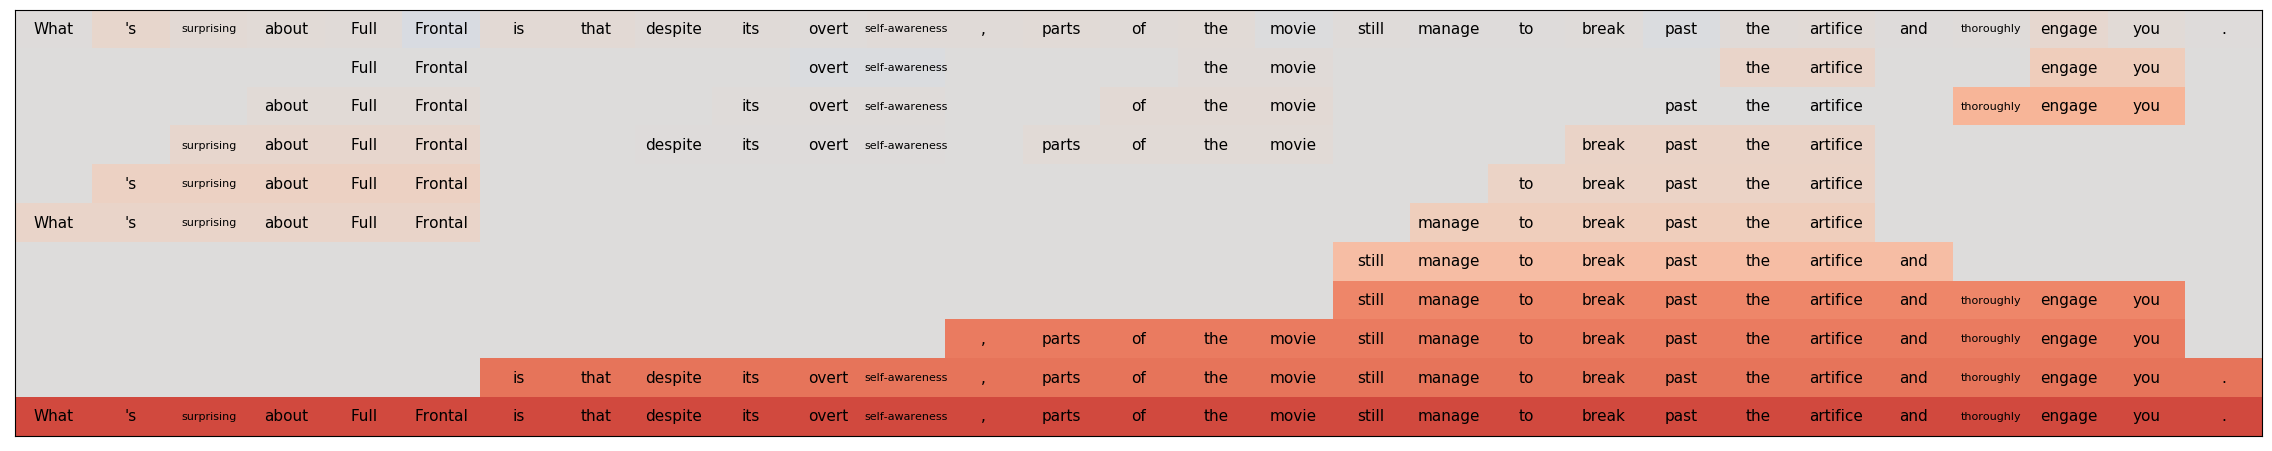 What 's surprising about Full Frontal is that despite its overt self-awareness , parts of the movie still manage to break past the artifice and thoroughly engage you .
Full Frontal overt self-awareness the movie the artifice engage you
about Full Frontal its overt self-awareness of the movie past the artifice thoroughly engage you
surprising about Full Frontal despite its overt self-awareness parts of the movie break past the artifice
's surprising about Full Frontal to break past the artifice
What 's surprising about Full Frontal manage to break past the artifice
still manage to break past the artifice and
still manage to break past the artifice and thoroughly engage you
, parts of the movie still manage to break past the artifice and thoroughly engage you
is that despite its overt self-awareness , parts of the movie still manage to break past the artifice and thoroughly engage you .
What 's surprising about Full Frontal is that despite its overt self-awareness , parts of the movie still manage to break past the artifice and thoroughly engage you .